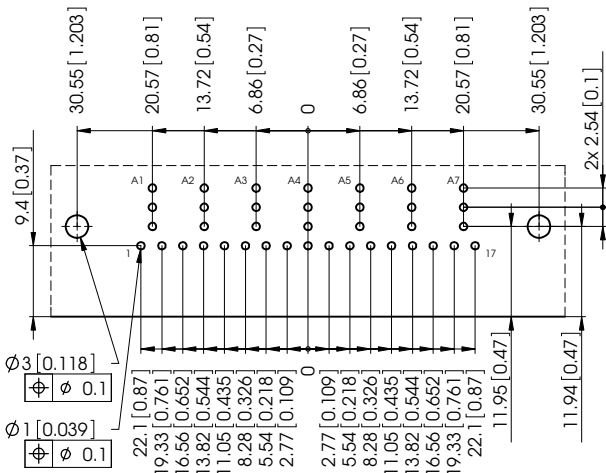 30.55 [1.203]
20.57 [0.81]
13.72 [0.54]
6.86 [0.27]
0
6.86 [0.27]
13.72 [0.54]
20.57 [0.81]
30.55 [1.203]
2x 2.54 [0.1]
9.4 [0.37]
A1
A2
A3
A4
A5
A6
A7
1
17
Ø3 [0.118]
⌖ Ø 0.1
Ø1 [0.039]
⌖ Ø 0.1
22.1 [0.87]
19.33 [0.761]
16.56 [0.652]
13.82 [0.544]
11.05 [0.435]
8.28 [0.326]
5.54 [0.218]
2.77 [0.109]
0
2.77 [0.109]
5.54 [0.218]
8.28 [0.326]
11.05 [0.435]
13.82 [0.544]
16.56 [0.652]
19.33 [0.761]
22.1 [0.87]
11.95 [0.47]
11.94 [0.47]